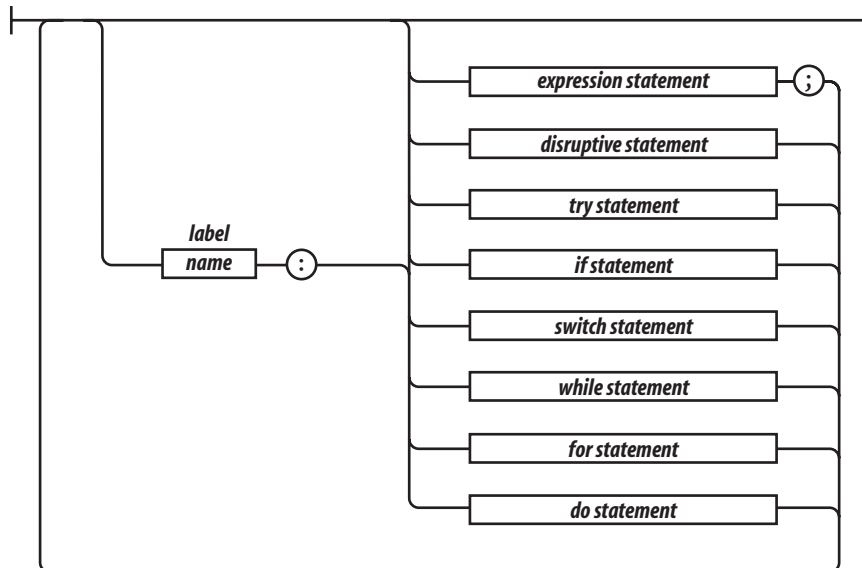 expression statement ;
disruptive statement
try statement
label
name :
if statement
switch statement
while statement
for statement
do statement